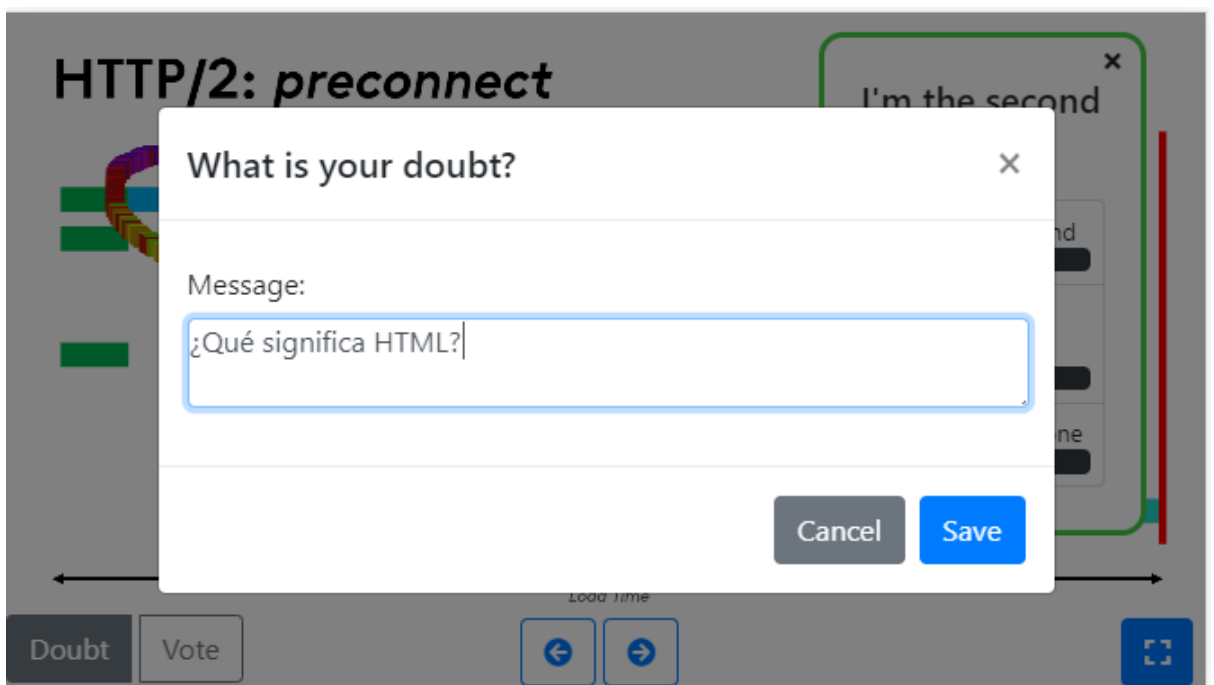 HTTP/2: preconnect
×
I'm the second
What is your doubt?
×
Message:
¿Qué significa HTML?
Cancel
Save
Load Time
Doubt
Vote